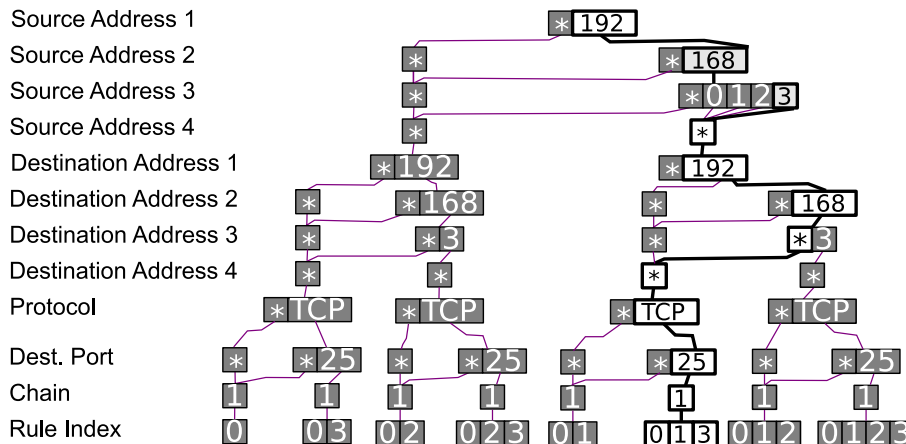 Source Address 1 * 192
Source Address 2 * * 168
Source Address 3 * * 0 1 2 3
Source Address 4 * *
Destination Address 1 * 192 * 192
Destination Address 2 * * 168 * * 168
Destination Address 3 * * 3 * * 3
Destination Address 4 * * * *
Protocol * TCP * TCP * TCP * TCP
Dest. Port * * 25 * * 25 * * 25 * * 25
Chain 1 1 1 1 1 1 1 1
Rule Index 0 0 3 0 2 0 2 3 0 1 0 1 3 0 1 2 0 1 2 3